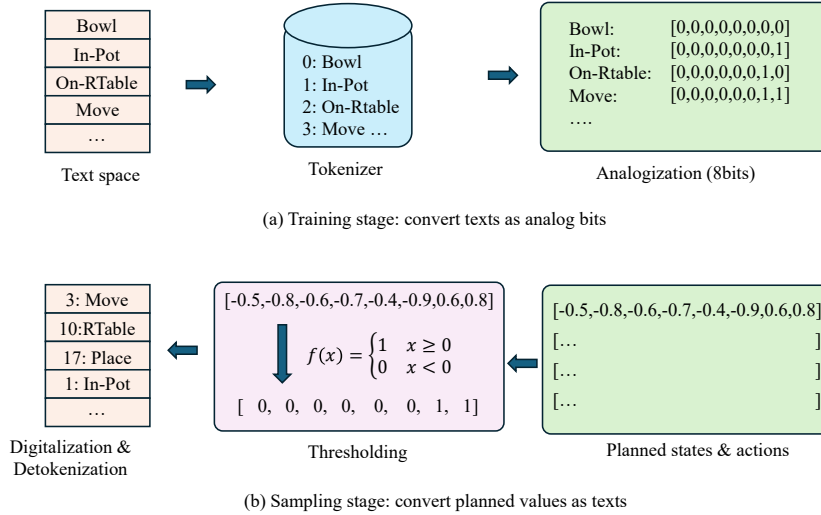 Bowl
In-Pot
On-RTable
Move
…
Text space
0: Bowl
1: In-Pot
2: On-Rtable
3: Move …
Tokenizer
Bowl: [0,0,0,0,0,0,0,0]
In-Pot: [0,0,0,0,0,0,0,1]
On-Rtable: [0,0,0,0,0,0,1,0]
Move: [0,0,0,0,0,0,1,1]
….
Analogization (8bits)
(a) Training stage: convert texts as analog bits
3: Move
10:RTable
17: Place
1: In-Pot
…
Digitalization &
Detokenization
[-0.5,-0.8,-0.6,-0.7,-0.4,-0.9,0.6,0.8]
f(x) = {1 x ≥ 0
0 x < 0
[ 0, 0, 0, 0, 0, 0, 1, 1]
Thresholding
[-0.5,-0.8,-0.6,-0.7,-0.4,-0.9,0.6,0.8]
[… ]
[… ]
[… ]
Planned states & actions
(b) Sampling stage: convert planned values as texts